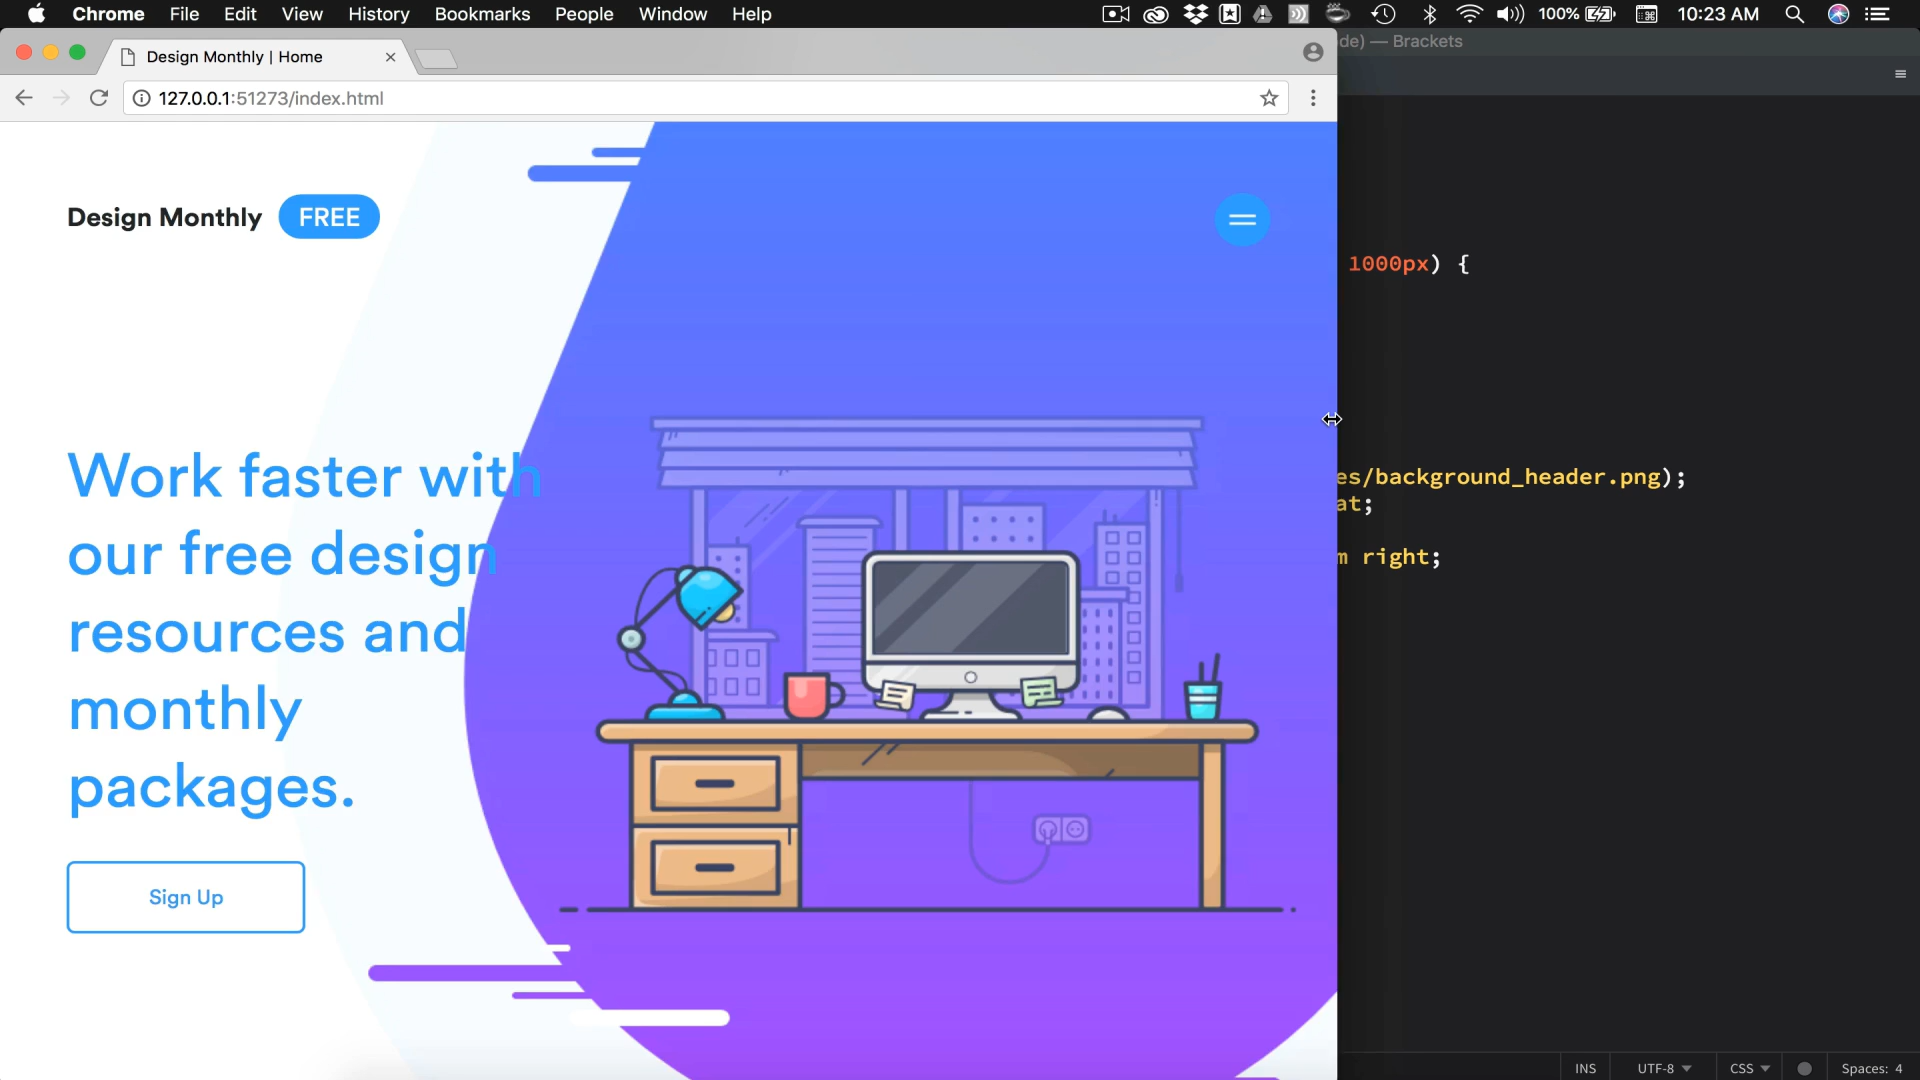 Chrome File Edit View History Bookmarks People Window Help 100% 10:23 AM
de) — Brackets
Design Monthly | Home
127.0.0.1:51273/index.html
Design Monthly FREE
1000px) {
Work faster with
our free design
resources and
monthly
packages.
es/background_header.png);
at;
m right;
Sign Up
INS UTF-8 CSS Spaces: 4